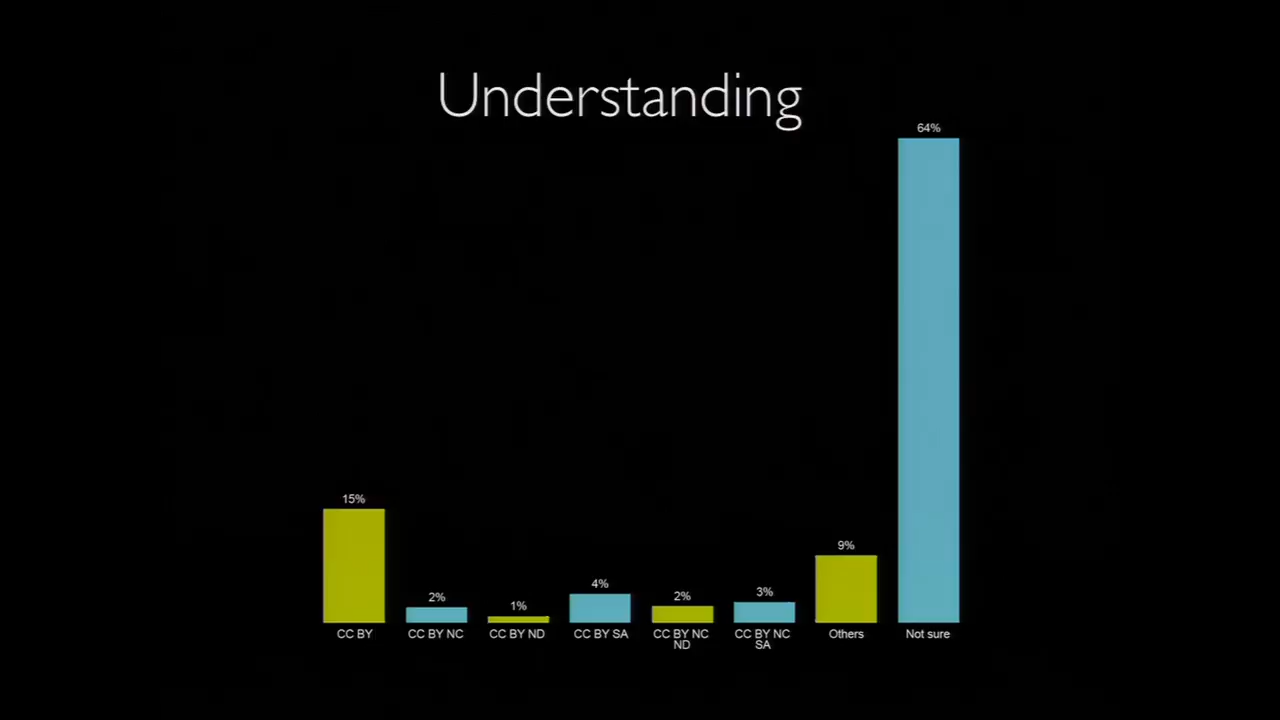 Understanding
64%
15%
9%
4%
3%
2%
2%
1%
CC BY
CC BY NC
CC BY ND
CC BY SA
CC BY NC
ND
CC BY NC
SA
Others
Not sure